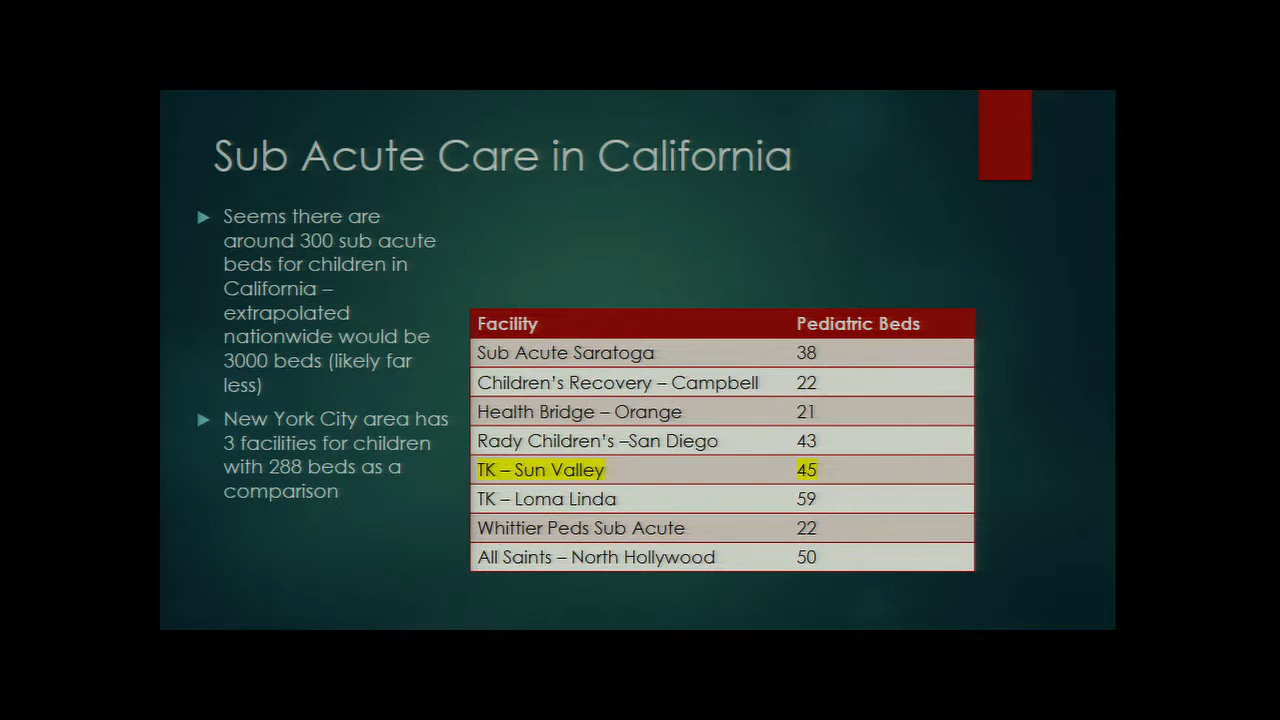 Sub Acute Care in California
Seems there are
around 300 sub acute
beds for children in
California –
extrapolated
nationwide would be
3000 beds (likely far
less)
New York City area has
3 facilities for children
with 288 beds as a
comparison
Facility Pediatric Beds
Sub Acute Saratoga 38
Children's Recovery – Campbell 22
Health Bridge – Orange 21
Rady Children's –San Diego 43
TK – Sun Valley 45
TK – Loma Linda 59
Whittier Peds Sub Acute 22
All Saints – North Hollywood 50